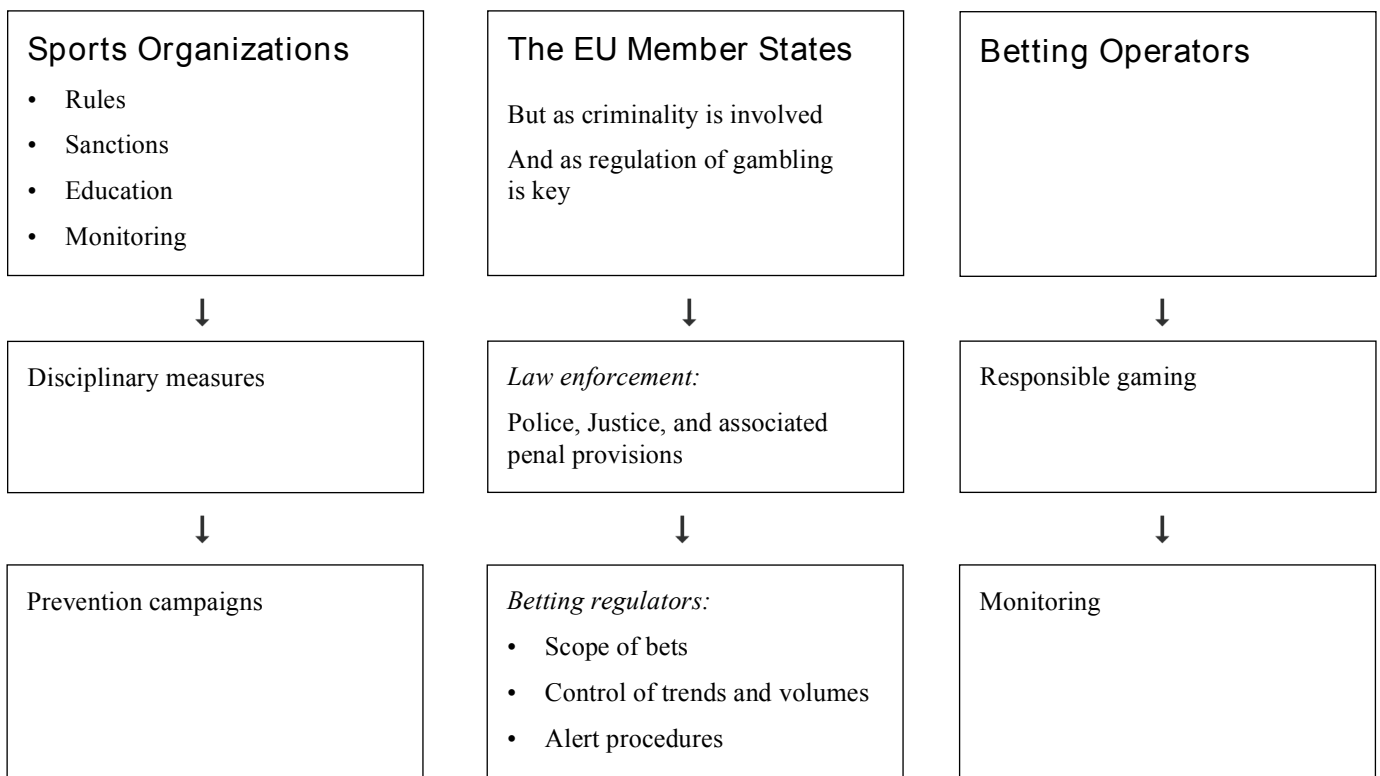 Sports Organizations
• Rules
• Sanctions
• Education
• Monitoring
Disciplinary measures
Prevention campaigns
The EU Member States
But as criminality is involved
And as regulation of gambling
is key
Law enforcement:
Police, Justice, and associated
penal provisions
Betting regulators:
• Scope of bets
• Control of trends and volumes
• Alert procedures
Betting Operators
Responsible gaming
Monitoring